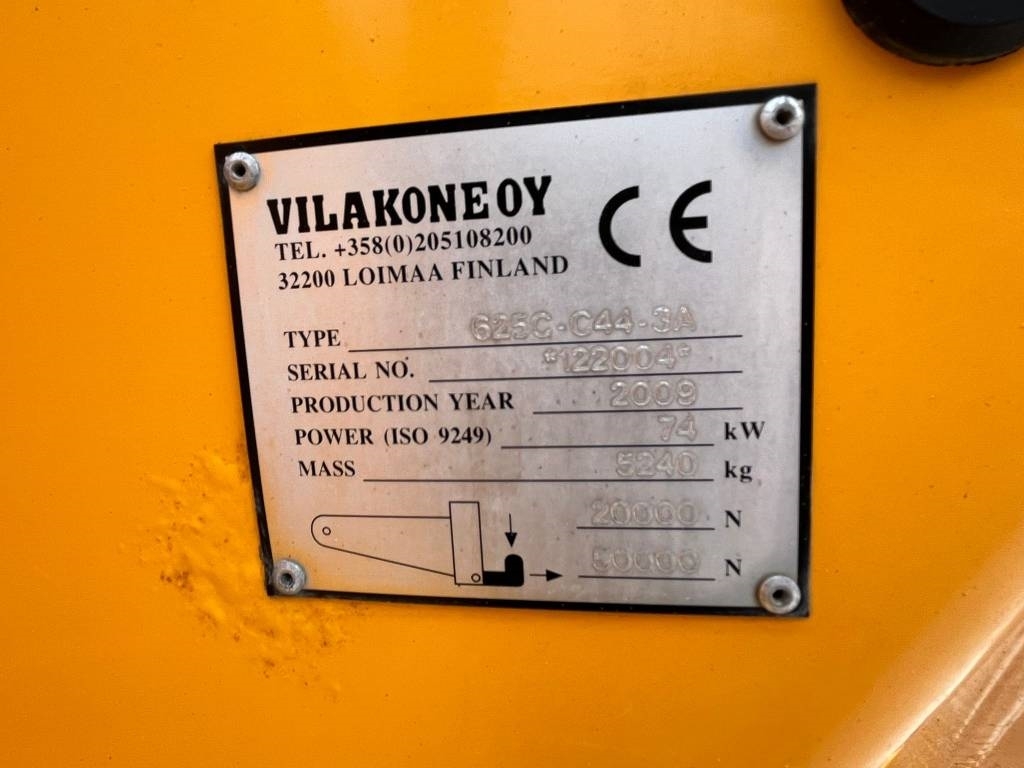 VILAKONE OY
TEL. +358(0)205108200
32200 LOIMAA FINLAND
CE
TYPE 625C-C44-3A
SERIAL NO. *122004*
PRODUCTION YEAR 2009
POWER (ISO 9249) 74 kW
MASS 5240 kg
20000 N
50000 N